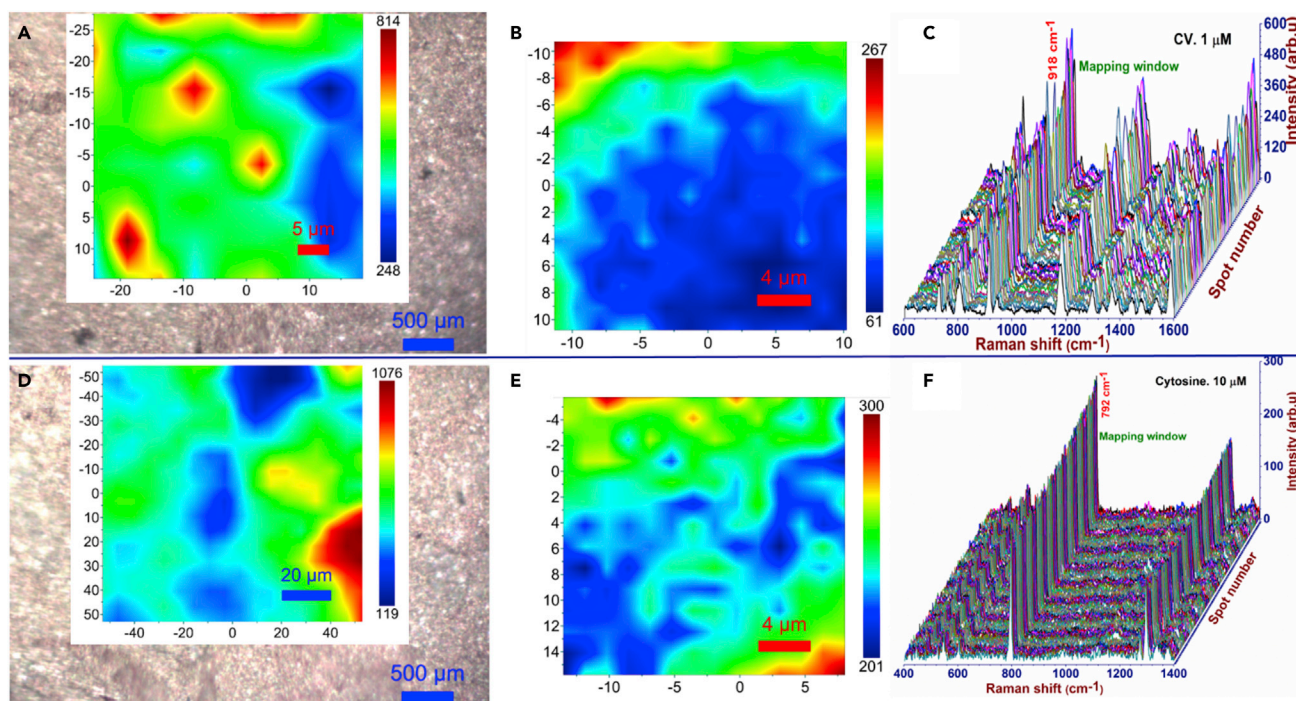 A
814
-25
-20
-15
-10
-5
0
5
10
-20
-10
0
10
5 µm
248
500 µm
B
267
-10
-8
-6
-4
-2
0
2
4
6
8
10
-10
-5
0
5
10
4 µm
61
C
CV. 1 µM
918 cm-1
Mapping window
600
480
360
240
120
0
Intensity (arb.u)
Spot number
600 800 1000 1200 1400 1600
Raman shift (cm-1)
D
1076
-50
-40
-30
-20
-10
0
10
20
30
40
50
-40
-20
0
20
40
20 µm
119
500 µm
E
300
-4
-2
0
2
4
6
8
10
12
14
-10
-5
0
5
4 µm
201
F
Cytosine. 10 µM
792 cm-1
Mapping window
300
200
100
0
Intensity (arb.u)
Spot number
400 600 800 1000 1200 1400
Raman shift (cm-1)